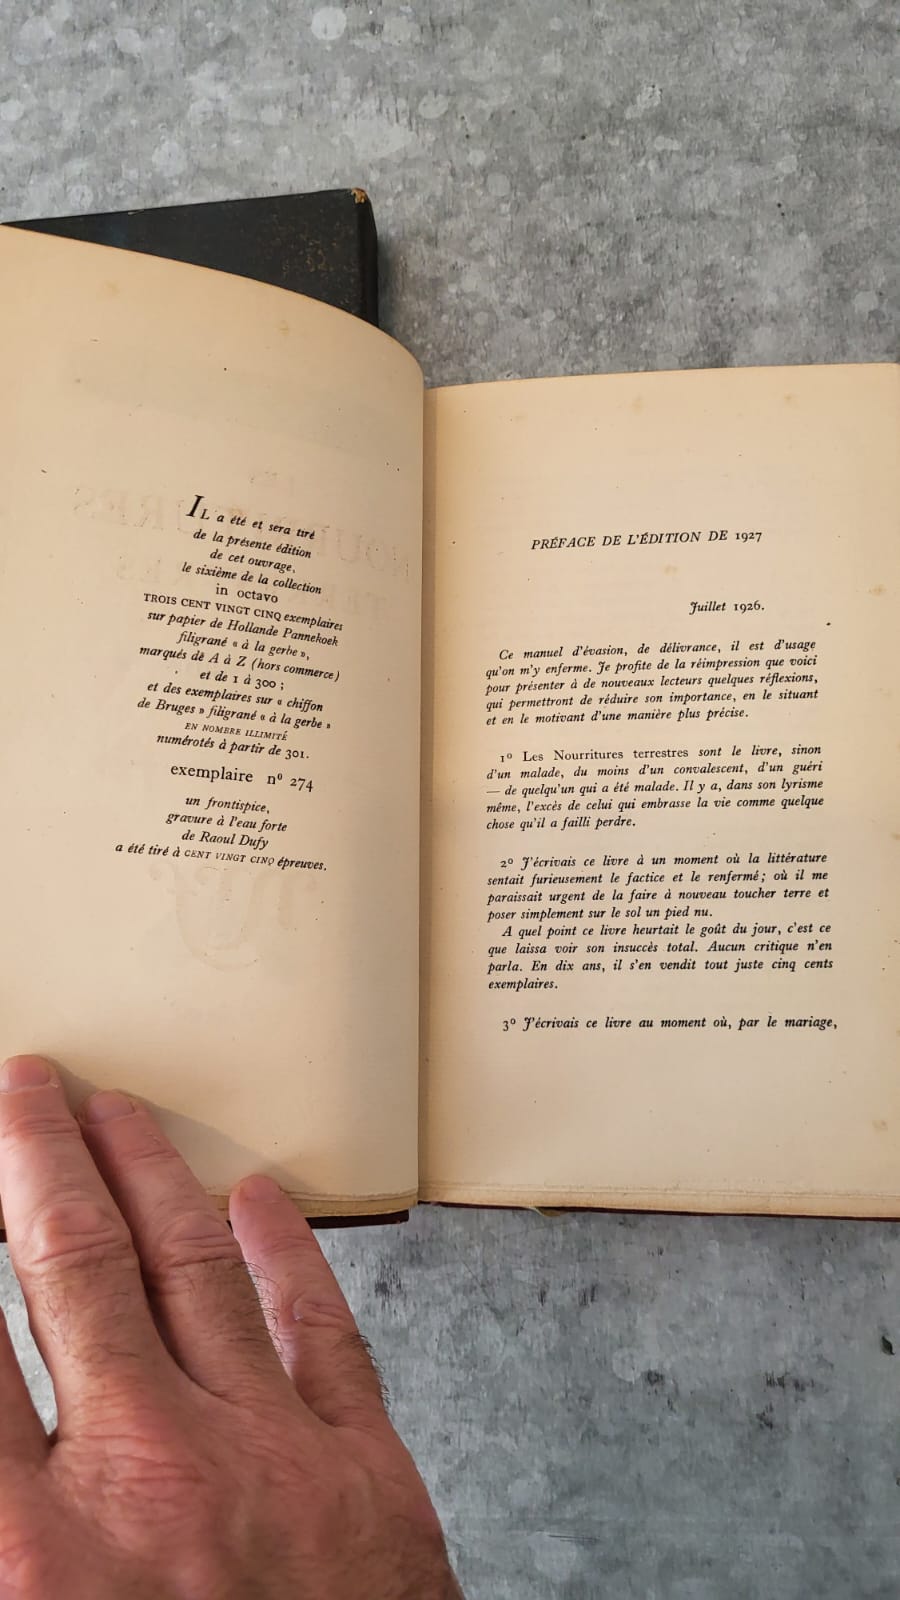 IL a été et sera tiré
de la présente édition
de cet ouvrage,
le sixième de la collection
in octavo
TROIS CENT VINGT CINQ exemplaires
sur papier de Hollande Pannekoek
filigrané « à la gerbe »,
marqués de A à Z (hors commerce)
et de 1 à 300 ;
et des exemplaires sur « chiffon
de Bruges » filigrané « à la gerbe »
EN NOMBRE ILLIMITÉ
numérotés à partir de 301.
exemplaire nº 274
un frontispice,
gravure à l'eau forte
de Raoul Dufy
a été tiré à CENT VINGT CINQ épreuves.
PRÉFACE DE L'ÉDITION DE 1927
Juillet 1926.
Ce manuel d'évasion, de délivrance, il est d'usage
qu'on m'y enferme. Je profite de la réimpression que voici
pour présenter à de nouveaux lecteurs quelques réflexions,
qui permettront de réduire son importance, en le situant
et en le motivant d'une manière plus précise.
1º Les Nourritures terrestres sont le livre, sinon
d'un malade, du moins d'un convalescent, d'un guéri
— de quelqu'un qui a été malade. Il y a, dans son lyrisme
même, l'excès de celui qui embrasse la vie comme quelque
chose qu'il a failli perdre.
2º J'écrivais ce livre à un moment où la littérature
sentait furieusement le factice et le renfermé ; où il me
paraissait urgent de la faire à nouveau toucher terre et
poser simplement sur le sol un pied nu.
A quel point ce livre heurtait le goût du jour, c'est ce
que laissa voir son insuccès total. Aucun critique n'en
parla. En dix ans, il s'en vendit tout juste cinq cents
exemplaires.
3º J'écrivais ce livre au moment où, par le mariage,